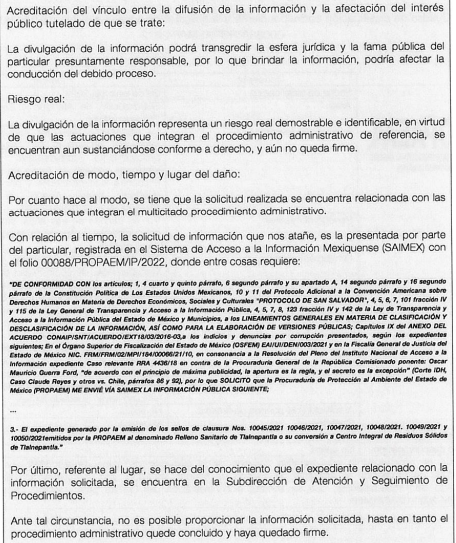 Acreditación del vínculo entre la difusión de la información y la afectación del interés
público tutelado de que se trate:
La divulgación de la información podrá transgredir la esfera jurídica y la fama pública del
particular presuntamente responsable, por lo que brindar la información, podría afectar la
conducción del debido proceso.
Riesgo real:
La divulgación de la información representa un riesgo real demostrable e identificable, en virtud
de que las actuaciones que integran el procedimiento administrativo de referencia, se
encuentran aun sustanciándose conforme a derecho, y aún no queda firme.
Acreditación de modo, tiempo y lugar del daño:
Por cuanto hace al modo, se tiene que la solicitud realizada se encuentra relacionada con las
actuaciones que integran el multicitado procedimiento administrativo.
Con relación al tiempo, la solicitud de información que nos atañe, es la presentada por parte
del particular, registrada en el Sistema de Acceso a la Información Mexiquense (SAIMEX) con
el folio 00088/PROPAEM/IP/2022, donde entre cosas requiere:
"DE CONFORMIDAD con los artículos; 1, 4 cuarto y quinto párrafo, 6 segundo párrafo y su apartado A, 14 segundo párrafo y 16 segundo
párrafo de la Constitución Política de Los Estados Unidos Mexicanos, 10 y 11 del Protocolo Adicional a la Convención Americana sobre
Derechos Humanos en Materia de Derechos Económicos, Sociales y Culturales "PROTOCOLO DE SAN SALVADOR", 4, 5, 6, 7, 101 fracción IV
y 115 de la Ley General de Transparencia y Acceso a la Información Pública, 4, 5, 7, 8, 123 fracción IV y 142 de la Ley de Transparencia y
Acceso a la Información Pública del Estado de México y Municipios, a los LINEAMIENTOS GENERALES EN MATERIA DE CLASIFICACIÓN Y
DESCLASIFICACIÓN DE LA INFORMACIÓN, ASÍ COMO PARA LA ELABORACIÓN DE VERSIONES PÚBLICAS; Capítulos IX del ANEXO DEL
ACUERDO CONAIP/SNT/ACUERDO/EXT18/03/2016-03,a los indicios y denuncias por corrupción presentados, según los expedientes
siguientes; En el Órgano Superior de Fiscalización del Estado de México (OSFEM) EAI/UI/DEN/003/2021 y en la Fiscalía General de Justicia del
Estado de México NIC. FRM/FRM/02/MPI/184/00066/21/10, en consonancia a la Resolución del Pleno del Instituto Nacional de Acceso a la
Información expediente Caso relevante RRA 4436/18 en contra de la Procuraduría General de la República Comisionado ponente: Oscar
Mauricio Guerra Ford, "de acuerdo con el principio de máxima publicidad, la apertura es la regla, y el secreto es la excepción" (Corte IDH,
Caso Claude Reyes y otros vs. Chile, párrafos 86 y 92), por lo que SOLICITO que la Procuraduría de Protección al Ambiente del Estado de
México (PROPAEM) ME ENVÍE VÍA SAIMEX LA INFORMACIÓN PÚBLICA SIGUIENTE;
...
3.- El expediente generado por la emisión de los sellos de clausura Nos. 10045/2021 10046/2021, 10047/2021, 10048/2021. 10049/2021 y
10050/2021emitidos por la PROPAEM al denominado Relleno Sanitario de Tlalnepantla o su conversión a Centro Integral de Residuos Sólidos
de Tlalnepantla."
Por último, referente al lugar, se hace del conocimiento que el expediente relacionado con la
información solicitada, se encuentra en la Subdirección de Atención y Seguimiento de
Procedimientos.
Ante tal circunstancia, no es posible proporcionar la información solicitada, hasta en tanto el
procedimiento administrativo quede concluido y haya quedado firme.